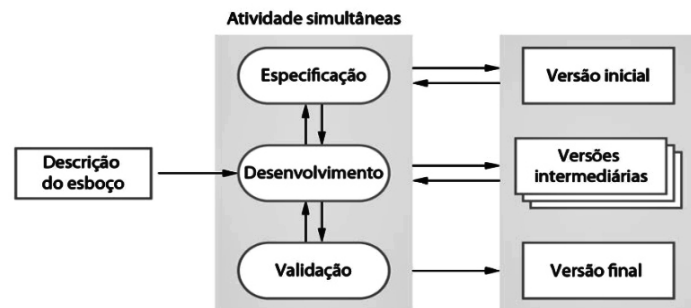 Atividade simultâneas
Especificação
Versão inicial
Descrição
do esboço
Desenvolvimento
Versões
intermediárias
Validação
Versão final